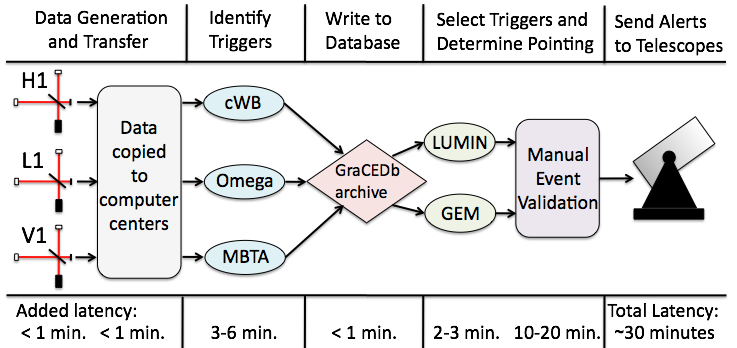 Data Generation
and Transfer
Identify
Triggers
Write to
Database
Select Triggers and
Determine Pointing
Send Alerts
to Telescopes
H1
L1
V1
Data
copied
to
computer
centers
cWB
Omega
MBTA
GraCEDb
archive
LUMIN
GEM
Manual
Event
Validation
Added latency:
< 1 min.
< 1 min.
3-6 min.
< 1 min.
2-3 min.
10-20 min.
Total Latency:
~30 minutes